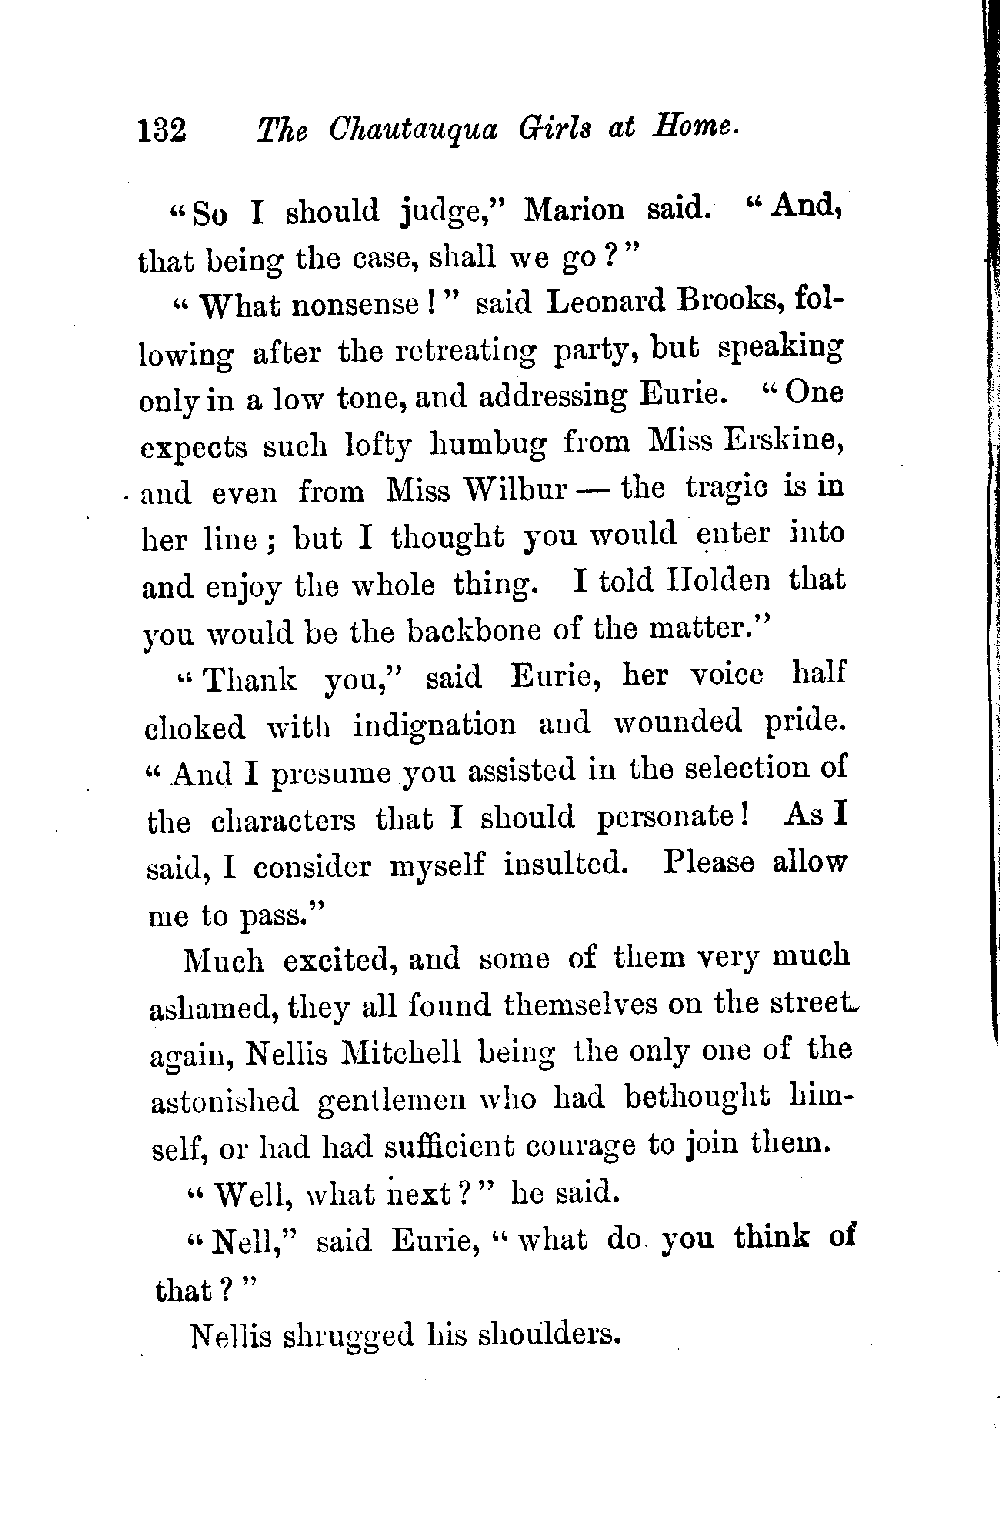 132 The Chautauqua Girls at Home.
“So I should judge,” Marion said. “And,
that being the case, shall we go?”
“What nonsense!” said Leonard Brooks, fol-
lowing after the retreating party, but speaking
only in a low tone, and addressing Eurie. “One
expects such lofty humbug from Miss Erskine,
and even from Miss Wilbur — the tragic is in
her line; but I thought you would enter into
and enjoy the whole thing. I told Holden that
you would be the backbone of the matter.”
“Thank you,” said Eurie, her voice half
choked with indignation and wounded pride.
“And I presume you assisted in the selection of
the characters that I should personate! As I
said, I consider myself insulted. Please allow
me to pass.”
Much excited, and some of them very much
ashamed, they all found themselves on the street
again, Nellis Mitchell being the only one of the
astonished gentlemen who had bethought him-
self, or had had sufficient courage to join them.
“Well, what next?” he said.
“Nell,” said Eurie, “what do you think of
that?”
Nellis shrugged his shoulders.